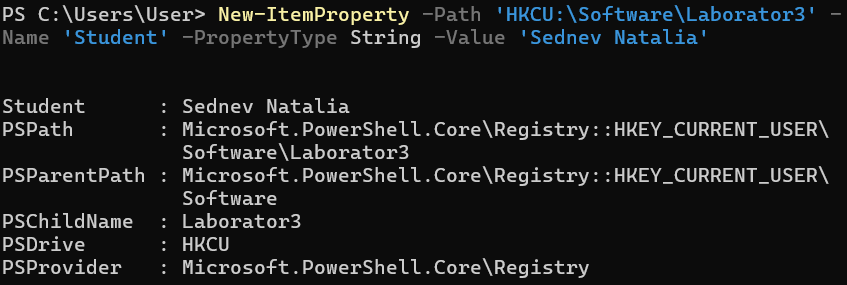 PS C:\Users\User> New-ItemProperty -Path 'HKCU:\Software\Laborator3' -
Name 'Student' -PropertyType String -Value 'Sednev Natalia'
Student : Sednev Natalia
PSPath : Microsoft.PowerShell.Core\Registry::HKEY_CURRENT_USER\
Software\Laborator3
PSParentPath : Microsoft.PowerShell.Core\Registry::HKEY_CURRENT_USER\
Software
PSChildName : Laborator3
PSDrive : HKCU
PSProvider : Microsoft.PowerShell.Core\Registry